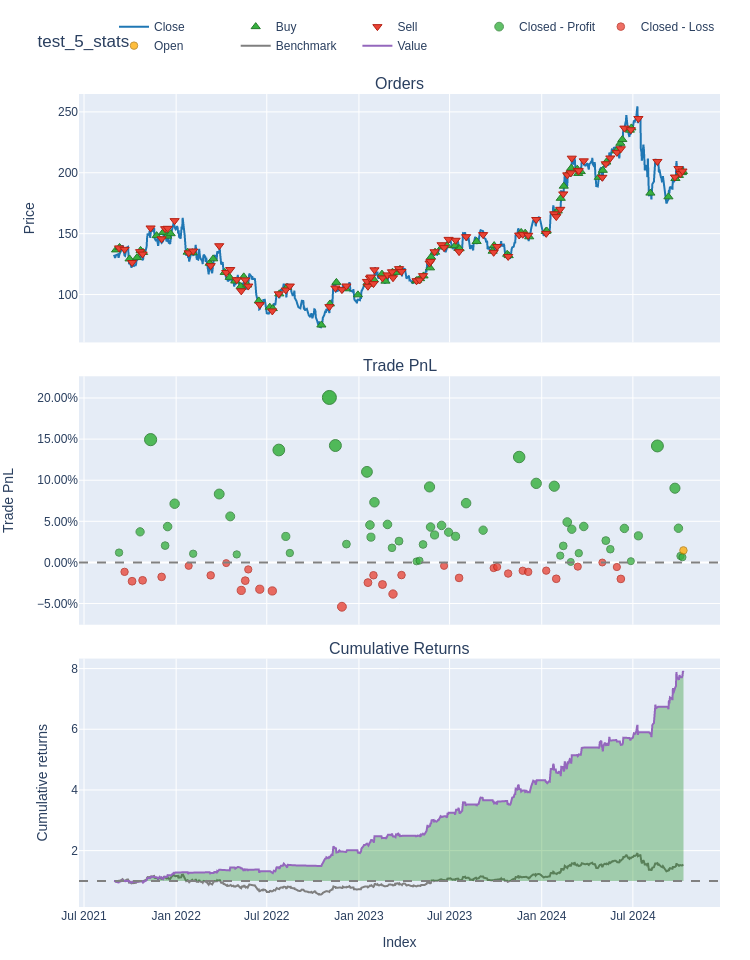 test_5_stats
Close
Buy
Sell
Closed - Profit
Closed - Loss
Open
Benchmark
Value
Orders
250
200
150
100
Price
Trade PnL
20.00%
15.00%
10.00%
5.00%
0.00%
−5.00%
Trade PnL
Cumulative Returns
8
6
4
2
Cumulative returns
Jul 2021
Jan 2022
Jul 2022
Jan 2023
Jul 2023
Jan 2024
Jul 2024
Index